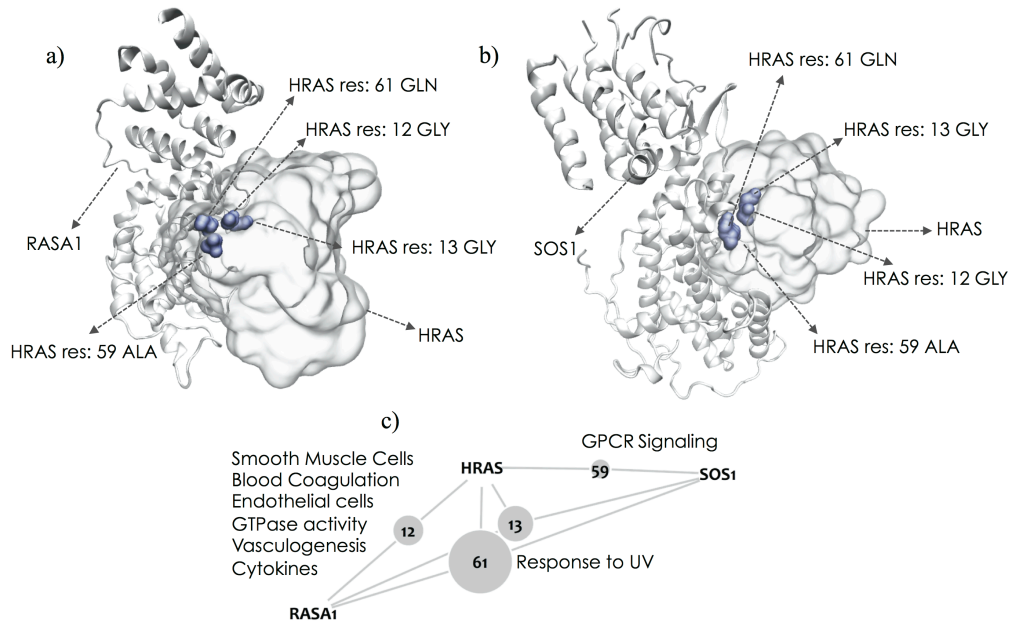 a)
HRAS res: 61 GLN
HRAS res: 12 GLY
RASA1
HRAS res: 13 GLY
HRAS
HRAS res: 59 ALA
b)
HRAS res: 61 GLN
HRAS res: 13 GLY
SOS1
HRAS
HRAS res: 12 GLY
HRAS res: 59 ALA
c)
GPCR Signaling
Smooth Muscle Cells
Blood Coagulation
Endothelial cells
GTPase activity
Vasculogenesis
Cytokines
HRAS
59
SOS1
12
13
61
Response to UV
RASA1